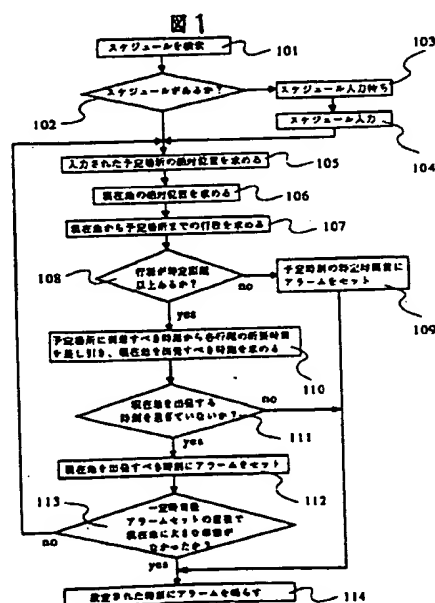 図1
スケジュールを検索
101
スケジュールがあるか？
102
スケジュール入力待ち
103
スケジュール入力
104
入力された予定場所の絶対位置を求める
105
現在地の絶対位置を求める
106
現在地から予定場所までの行程を求める
107
行程が特定距離
以上あるか？
108
no
予定時刻の特定時間前に
アラームをセット
109
yes
予定場所に到着すべき時刻から各行程の所要時間
を差し引き、現在地を出発すべき時刻を求める
110
現在地を出発する
時刻を過ぎていないか？
no
111
yes
現在地を出発すべき時刻にアラームをセット
112
113
一定時間後
アラームセットの直後で
現在地に大きな移動が
なかったか？
no
yes
設定された時刻にアラームを鳴らす
114